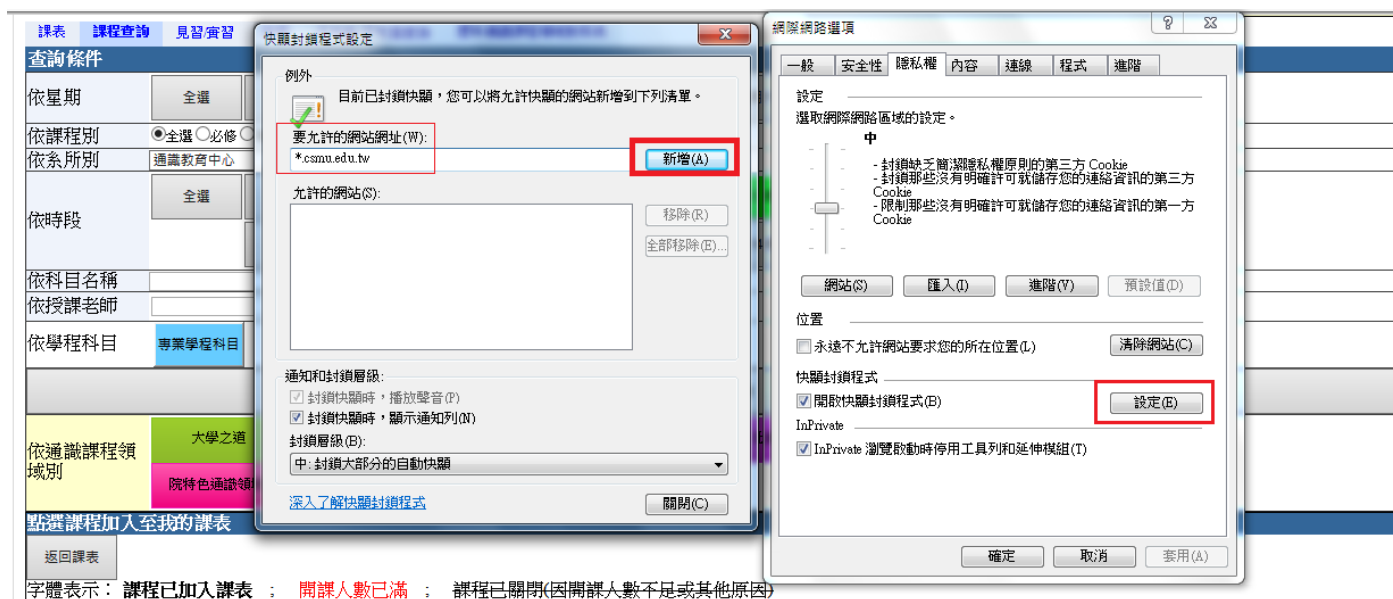 課表 課程查詢 見習/實習
查詢條件
依星期 全選
依課程別 全選 必修
依系所別 通識教育中心
全選
依時段
依科目名稱
依授課老師
依學程科目 專業學程科目
依通識課程領域別 大學之道
院特色通識領
點選課程加入至我的課表
返回課表
字體表示： 課程已加入課表 ； 開課人數已滿 ； 課程已關閉(因開課人數不足或其他原因)
快顯封鎖程式設定
例外
目前已封鎖快顯，您可以將允許快顯的網站新增到下列清單。
要允許的網站網址(W):
*.csmu.edu.tw 新增(A)
允許的網站(S):
移除(R)
全部移除(E)...
通知和封鎖層級:
封鎖快顯時，播放聲音(P)
封鎖快顯時，顯示通知列(N)
封鎖層級(B):
中: 封鎖大部分的自動快顯
深入了解快顯封鎖程式 關閉(C)
網際網路選項
一般 安全性 隱私權 內容 連線 程式 進階
設定
選取網際網路區域的設定。
中
- 封鎖缺乏簡潔隱私權原則的第三方 Cookie
- 封鎖那些沒有明確許可就儲存您的連絡資訊的第三方
Cookie
- 限制那些沒有明確許可就儲存您的連絡資訊的第一方
Cookie
網站(S) 匯入(I) 進階(V) 預設值(D)
位置
永遠不允許網站要求您的所在位置(L) 清除網站(C)
快顯封鎖程式
開啟快顯封鎖程式(B) 設定(E)
InPrivate
InPrivate 瀏覽啟動時停用工具列和延伸模組(T)
確定 取消 套用(A)